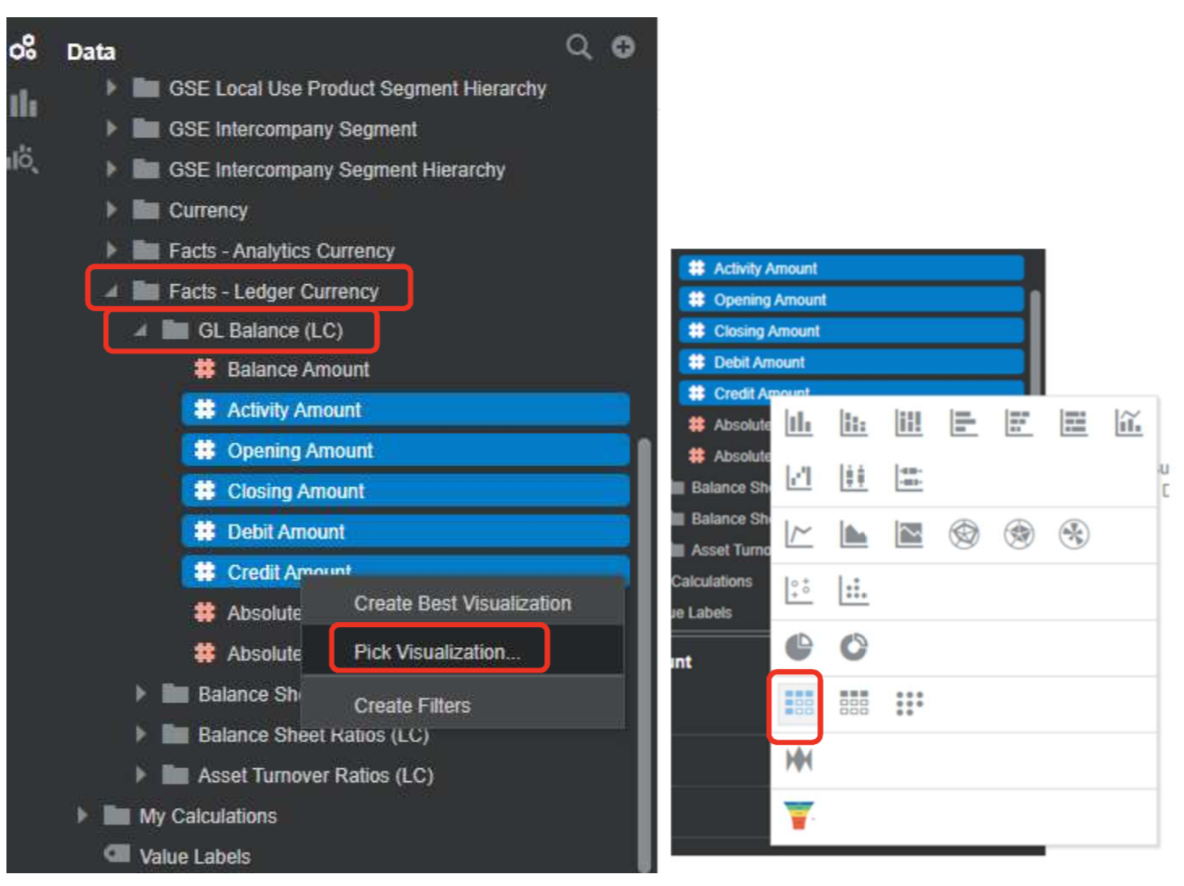 Data
GSE Local Use Product Segment Hierarchy
GSE Intercompany Segment
GSE Intercompany Segment Hierarchy
Currency
Facts - Analytics Currency
Facts - Ledger Currency
GL Balance (LC)
Balance Amount
Activity Amount
Opening Amount
Closing Amount
Debit Amount
Credit Amount
Absolute
Absolute
Balance Sh
Balance Sheet Ratios (LC)
Asset Turnover Ratios (LC)
My Calculations
Value Labels
Create Best Visualization
Pick Visualization...
Create Filters
Activity Amount
Opening Amount
Closing Amount
Debit Amount
Credit Amount
Absolute
Absolute
Balance Sh
Balance Sh
Asset Turno
Calculations
ue Labels
unt